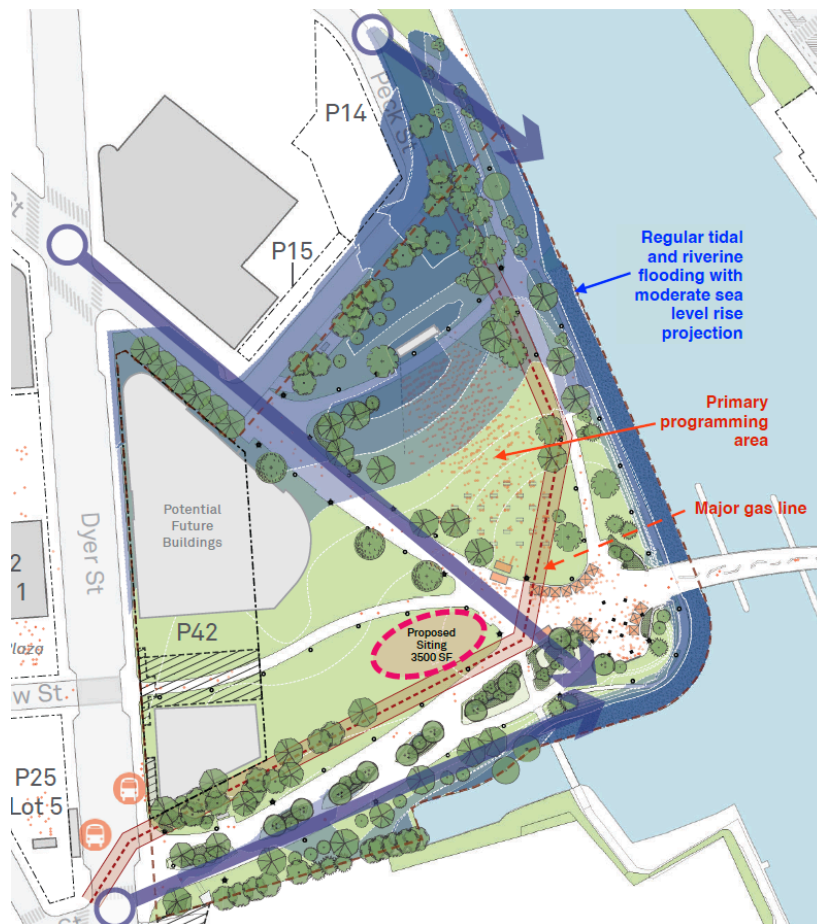 Peck St
P14
St
P15
Regular tidal
and riverine
flooding with
moderate sea
level rise
projection
Primary
programming
area
Potential
Future
Buildings
Major gas line
Dyer St
2
1
P42
Proposed
Siting
3500 SF
Plaza
w St
P25
Lot 5
St